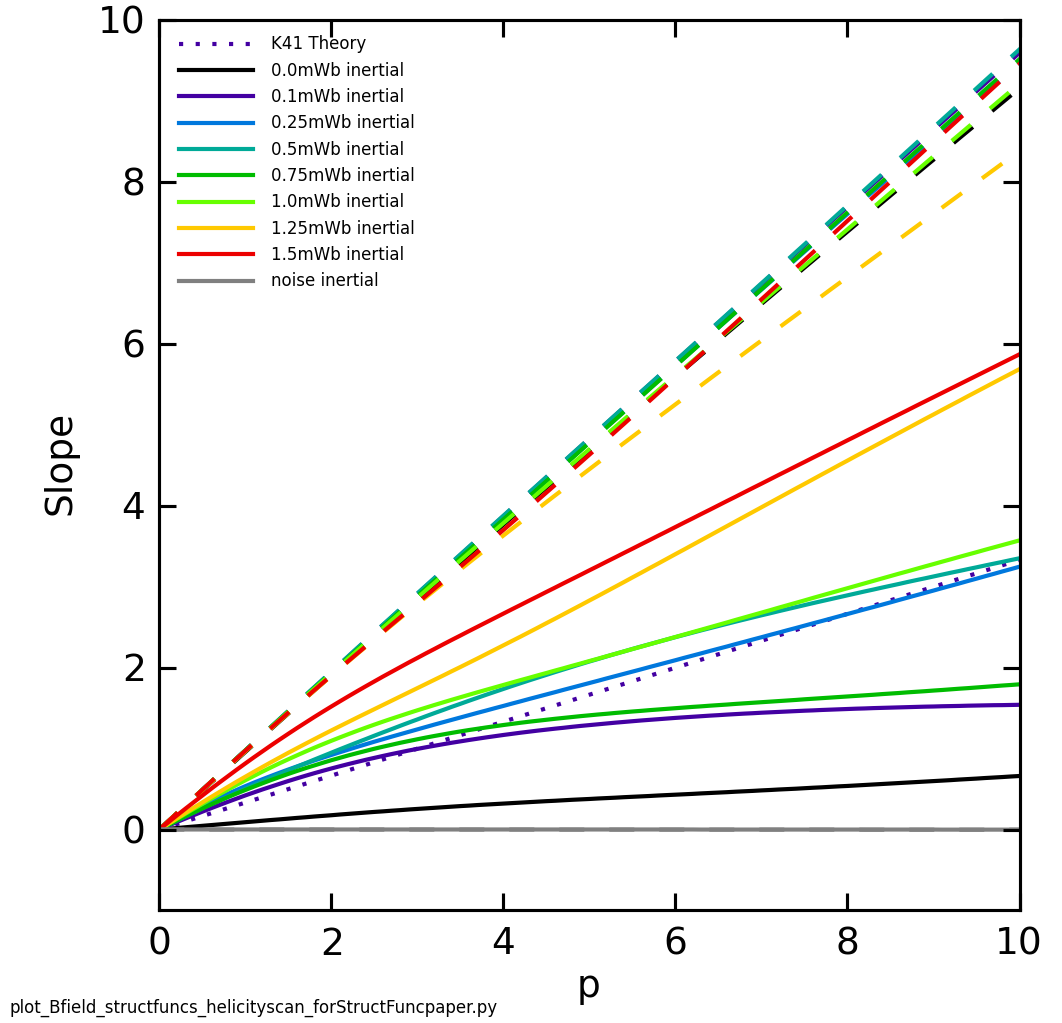 10
8
6
4
2
0
Slope
K41 Theory
0.0mWb inertial
0.1mWb inertial
0.25mWb inertial
0.5mWb inertial
0.75mWb inertial
1.0mWb inertial
1.25mWb inertial
1.5mWb inertial
noise inertial
0 2 4 6 8 10
p
plot_Bfield_structfuncs_helicityscan_forStructFuncpaper.py